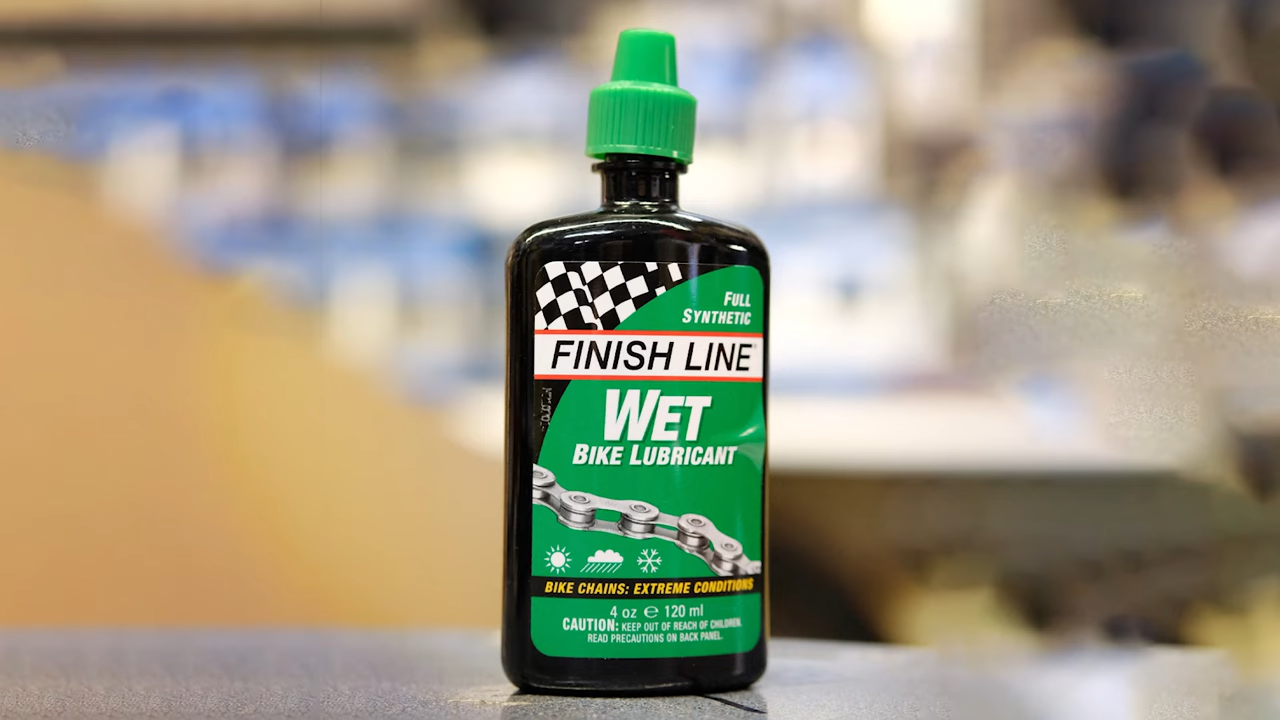 FULL
SYNTHETIC
FINISH LINE
WET
BIKE LUBRICANT
BIKE CHAINS: EXTREME CONDITIONS
4 oz ℮ 120 ml
CAUTION: KEEP OUT OF REACH OF CHILDREN.
READ PRECAUTIONS ON BACK PANEL.